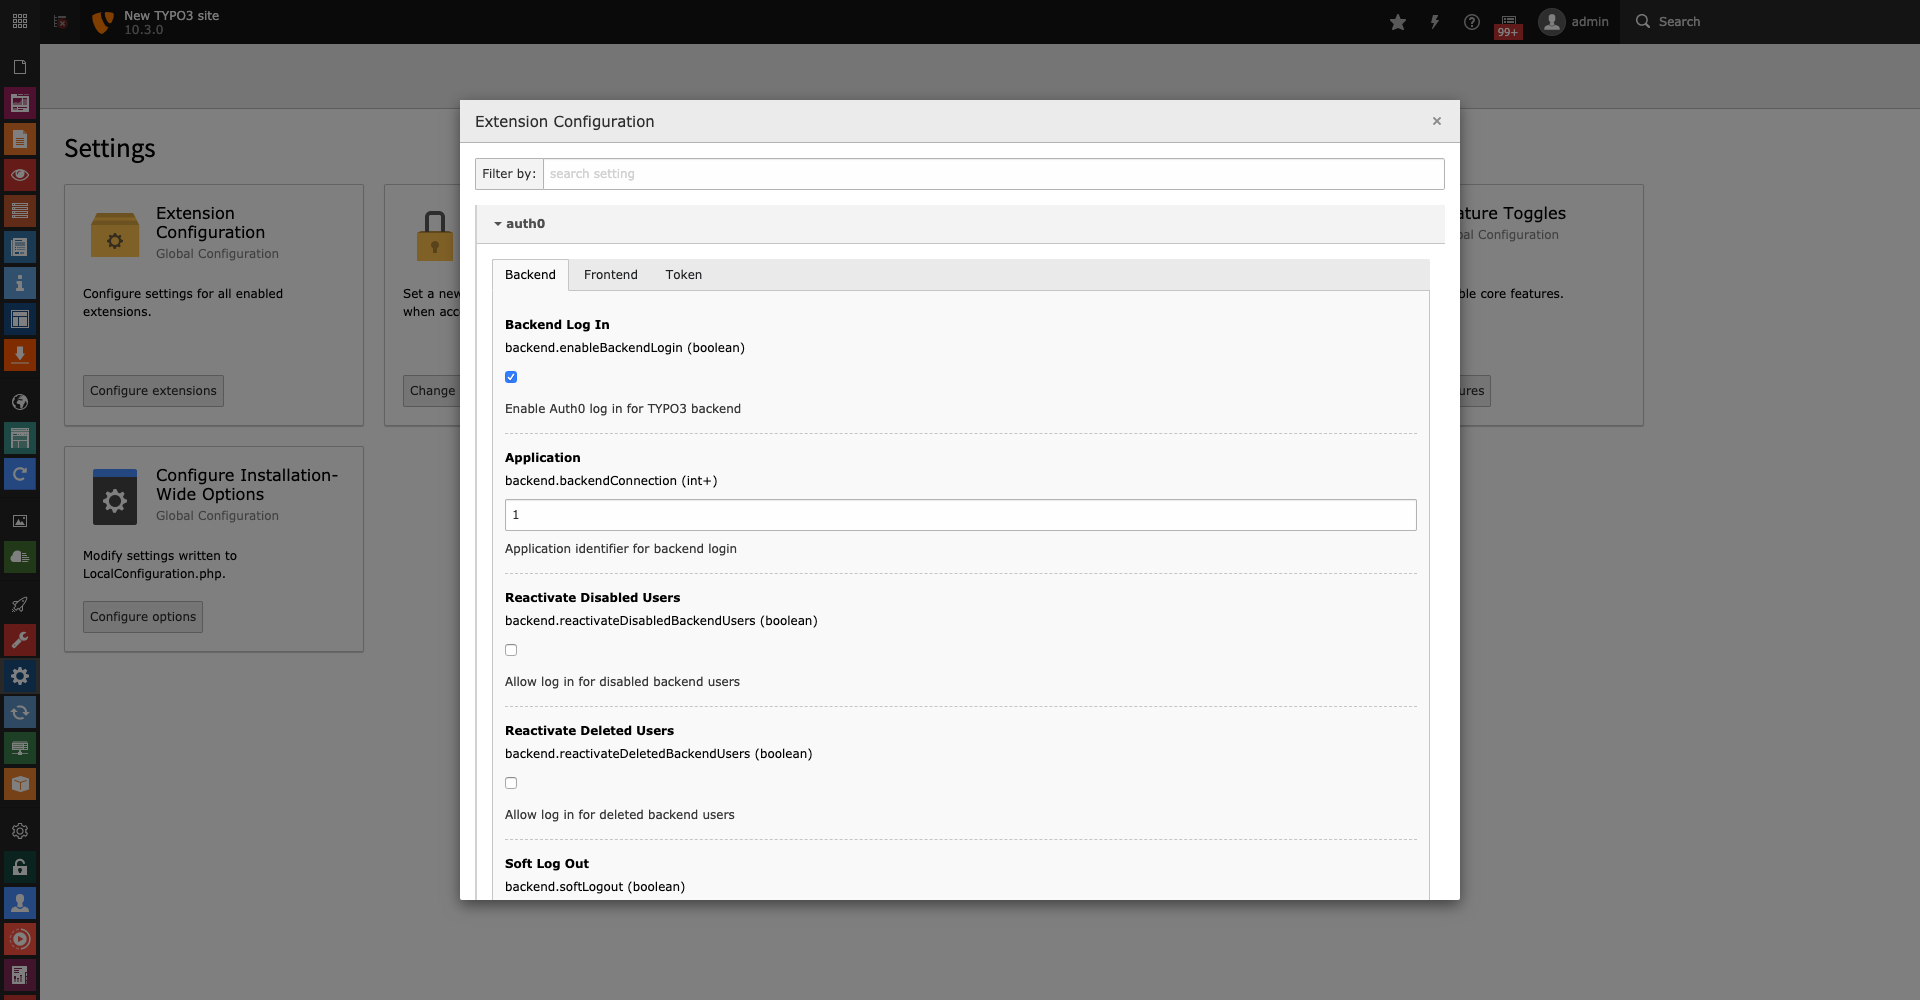 New TYPO3 site
10.3.0
99+
admin
Search
Settings
Extension
Configuration
Global Configuration
Configure settings for all enabled
extensions.
Configure extensions
Set a new
when acc
Change
ature Toggles
bal Configuration
ble core features.
ures
Configure Installation-
Wide Options
Global Configuration
Modify settings written to
LocalConfiguration.php.
Configure options
Extension Configuration
×
Filter by:
search setting
auth0
Backend
Frontend
Token
Backend Log In
backend.enableBackendLogin (boolean)
Enable Auth0 log in for TYPO3 backend
Application
backend.backendConnection (int+)
1
Application identifier for backend login
Reactivate Disabled Users
backend.reactivateDisabledBackendUsers (boolean)
Allow log in for disabled backend users
Reactivate Deleted Users
backend.reactivateDeletedBackendUsers (boolean)
Allow log in for deleted backend users
Soft Log Out
backend.softLogout (boolean)